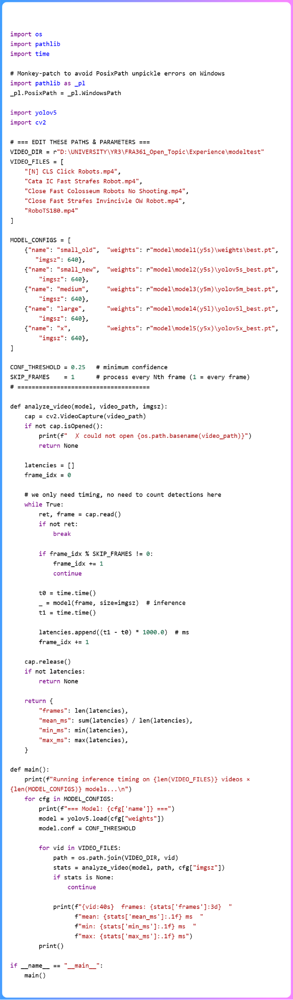 import os
import pathlib
import time

# Monkey-patch to avoid PosixPath unpickle errors on Windows
import pathlib as _pl
_pl.PosixPath = _pl.WindowsPath

import yolov5
import cv2

# === EDIT THESE PATHS & PARAMETERS ===
VIDEO_DIR = r"D:\UNIVERSITY\YR3\FRA361_Open_Topic\Experience\modeltest"
VIDEO_FILES = [
    "[N] CLS Click Robots.mp4",
    "Cata IC Fast Strafes Robot.mp4",
    "Close Fast Colosseum Robots No Shooting.mp4",
    "Close Fast Strafes Invincivle OW Robot.mp4",
    "RoboTS180.mp4"
]

MODEL_CONFIGS = [
    {"name": "small_old",  "weights": r"model\model1(y5s)\weights\best.pt",
       "imgsz": 640},
    {"name": "small_new",  "weights": r"model\model2(y5s)\yolov5s_best.pt",
        "imgsz": 640},
    {"name": "medium",     "weights": r"model\model3(y5m)\yolov5m_best.pt",
        "imgsz": 640},
    {"name": "large",      "weights": r"model\model4(y5l)\yolov5l_best.pt",
        "imgsz": 640},
    {"name": "x",          "weights": r"model\model5(y5x)\yolov5x_best.pt",
        "imgsz": 640},
]

CONF_THRESHOLD = 0.25   # minimum confidence
SKIP_FRAMES    = 1      # process every Nth frame (1 = every frame)
# =====================================

def analyze_video(model, video_path, imgsz):
    cap = cv2.VideoCapture(video_path)
    if not cap.isOpened():
        print(f"  ✗ could not open {os.path.basename(video_path)}")
        return None

    latencies = []
    frame_idx = 0

    # we only need timing, no need to count detections here
    while True:
        ret, frame = cap.read()
        if not ret:
            break

        if frame_idx % SKIP_FRAMES != 0:
            frame_idx += 1
            continue

        t0 = time.time()
        _ = model(frame, size=imgsz)  # inference
        t1 = time.time()

        latencies.append((t1 - t0) * 1000.0)  # ms
        frame_idx += 1

    cap.release()
    if not latencies:
        return None

    return {
        "frames": len(latencies),
        "mean_ms": sum(latencies) / len(latencies),
        "min_ms": min(latencies),
        "max_ms": max(latencies),
    }

def main():
    print(f"Running inference timing on {len(VIDEO_FILES)} videos ×
{len(MODEL_CONFIGS)} models...\n")
    for cfg in MODEL_CONFIGS:
        print(f"=== Model: {cfg['name']} ===")
        model = yolov5.load(cfg["weights"])
        model.conf = CONF_THRESHOLD

        for vid in VIDEO_FILES:
            path = os.path.join(VIDEO_DIR, vid)
            stats = analyze_video(model, path, cfg["imgsz"])
            if stats is None:
                continue

            print(f"{vid:40s}  frames: {stats['frames']:3d}  "
                  f"mean: {stats['mean_ms']:.1f} ms  "
                  f"min: {stats['min_ms']:.1f} ms  "
                  f"max: {stats['max_ms']:.1f} ms")
        print()

if __name__ == "__main__":
    main()